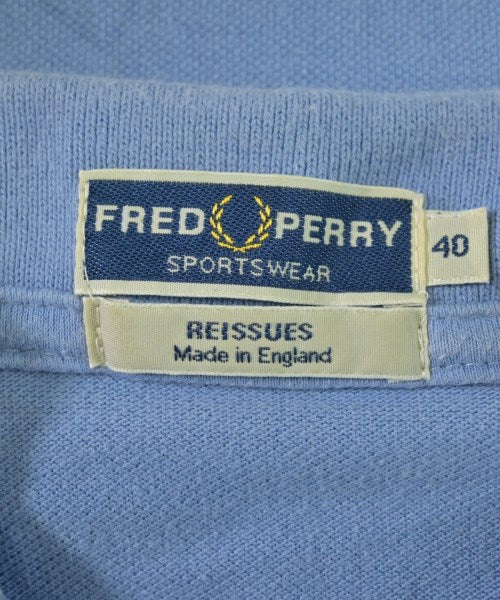 FRED PERRY
SPORTSWEAR
40
REISSUES
Made in England